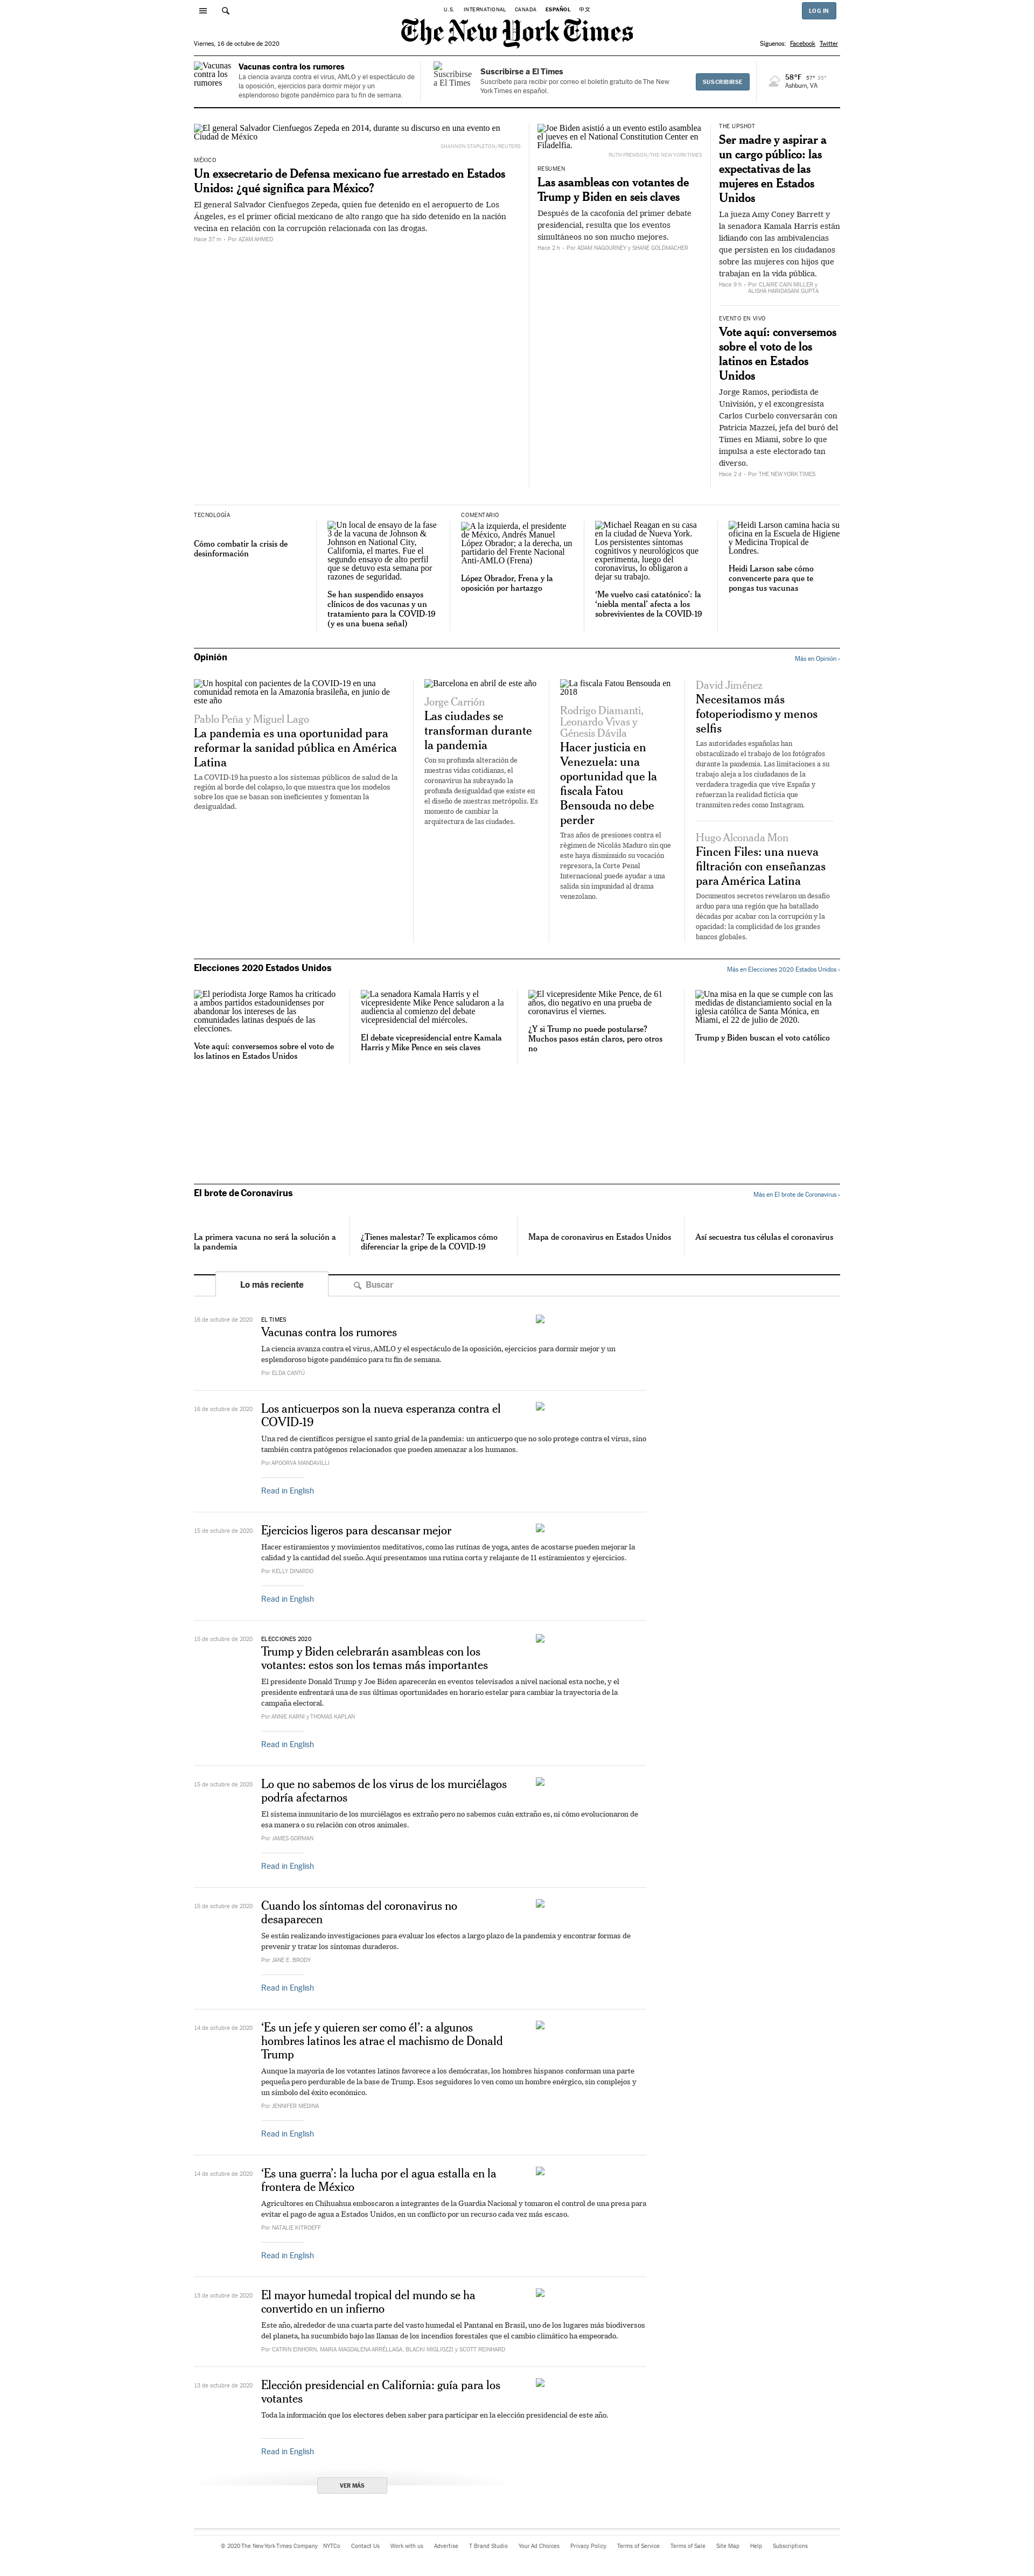 U.S. INTERNATIONAL CANADA ESPAÑOL 中文
LOG IN
The New York Times
Viernes, 16 de octubre de 2020
Síguenos: Facebook Twitter
Vacunas contra los rumores
Vacunas contra los rumores
La ciencia avanza contra el virus, AMLO y el espectáculo de
la oposición, ejercicios para dormir mejor y un
esplendoroso bigote pandémico para tu fin de semana.
Suscribirse a El Times
Suscribirse a El Times
Suscríbete para recibir por correo el boletín gratuito de The New
York Times en español.
SUSCRIBIRSE
58°F 57° 35°
Ashburn, VA
El general Salvador Cienfuegos Zepeda en 2014, durante su discurso en una evento en
Ciudad de México
SHANNON STAPLETON/REUTERS
MÉXICO
Un exsecretario de Defensa mexicano fue arrestado en Estados
Unidos: ¿qué significa para México?
El general Salvador Cienfuegos Zepeda, quien fue detenido en el aeropuerto de Los
Ángeles, es el primer oficial mexicano de alto rango que ha sido detenido en la nación
vecina en relación con la corrupción relacionada con las drogas.
Hace 37 m • Por AZAM AHMED
Joe Biden asistió a un evento estilo asamblea
el jueves en el National Constitution Center en
Filadelfia.
RUTH FREMSON/THE NEW YORK TIMES
RESUMEN
Las asambleas con votantes de
Trump y Biden en seis claves
Después de la cacofonía del primer debate
presidencial, resulta que los eventos
simultáneos no son mucho mejores.
Hace 2 h • Por ADAM NAGOURNEY y SHANE GOLDMACHER
THE UPSHOT
Ser madre y aspirar a
un cargo público: las
expectativas de las
mujeres en Estados
Unidos
La jueza Amy Coney Barrett y
la senadora Kamala Harris están
lidiando con las ambivalencias
que persisten en los ciudadanos
sobre las mujeres con hijos que
trabajan en la vida pública.
Hace 9 h • Por CLAIRE CAIN MILLER y
ALISHA HARIDASANI GUPTA
EVENTO EN VIVO
Vote aquí: conversemos
sobre el voto de los
latinos en Estados
Unidos
Jorge Ramos, periodista de
Univisión, y el excongresista
Carlos Curbelo conversarán con
Patricia Mazzei, jefa del buró del
Times en Miami, sobre lo que
impulsa a este electorado tan
diverso.
Hace 2 d • Por THE NEW YORK TIMES
TECNOLOGÍA
Cómo combatir la crisis de
desinformación
Un local de ensayo de la fase
3 de la vacuna de Johnson &
Johnson en National City,
California, el martes. Fue el
segundo ensayo de alto perfil
que se detuvo esta semana por
razones de seguridad.
Se han suspendido ensayos
clínicos de dos vacunas y un
tratamiento para la COVID-19
(y es una buena señal)
COMENTARIO
A la izquierda, el presidente
de México, Andrés Manuel
López Obrador; a la derecha, un
partidario del Frente Nacional
Anti-AMLO (Frena)
López Obrador, Frena y la
oposición por hartazgo
Michael Reagan en su casa
en la ciudad de Nueva York.
Los persistentes síntomas
cognitivos y neurológicos que
experimenta, luego del
coronavirus, lo obligaron a
dejar su trabajo.
‘Me vuelvo casi catatónico’: la
‘niebla mental’ afecta a los
sobrevivientes de la COVID-19
Heidi Larson camina hacia su
oficina en la Escuela de Higiene
y Medicina Tropical de
Londres.
Heidi Larson sabe cómo
convencerte para que te
pongas tus vacunas
Opinión
Más en Opinión ›
Un hospital con pacientes de la COVID-19 en una
comunidad remota en la Amazonía brasileña, en junio de
este año
Pablo Peña y Miguel Lago
La pandemia es una oportunidad para
reformar la sanidad pública en América
Latina
La COVID-19 ha puesto a los sistemas públicos de salud de la
región al borde del colapso, lo que muestra que los modelos
sobre los que se basan son ineficientes y fomentan la
desigualdad.
Barcelona en abril de este año
Jorge Carrión
Las ciudades se
transforman durante
la pandemia
Con su profunda alteración de
nuestras vidas cotidianas, el
coronavirus ha subrayado la
profunda desigualdad que existe en
el diseño de nuestras metrópolis. Es
momento de cambiar la
arquitectura de las ciudades.
La fiscala Fatou Bensouda en
2018
Rodrigo Diamanti,
Leonardo Vivas y
Génesis Dávila
Hacer justicia en
Venezuela: una
oportunidad que la
fiscala Fatou
Bensouda no debe
perder
Tras años de presiones contra el
régimen de Nicolás Maduro sin que
este haya disminuido su vocación
represora, la Corte Penal
Internacional puede ayudar a una
salida sin impunidad al drama
venezolano.
David Jiménez
Necesitamos más
fotoperiodismo y menos
selfis
Las autoridades españolas han
obstaculizado el trabajo de los fotógrafos
durante la pandemia. Las limitaciones a su
trabajo aleja a los ciudadanos de la
verdadera tragedia que vive España y
refuerzan la realidad ficticia que
transmiten redes como Instagram.
Hugo Alconada Mon
Fincen Files: una nueva
filtración con enseñanzas
para América Latina
Documentos secretos revelaron un desafío
arduo para una región que ha batallado
décadas por acabar con la corrupción y la
opacidad: la complicidad de los grandes
bancos globales.
Elecciones 2020 Estados Unidos
Más en Elecciones 2020 Estados Unidos ›
El periodista Jorge Ramos ha criticado
a ambos partidos estadounidenses por
abandonar los intereses de las
comunidades latinas después de las
elecciones.
Vote aquí: conversemos sobre el voto de
los latinos en Estados Unidos
La senadora Kamala Harris y el
vicepresidente Mike Pence saludaron a la
audiencia al comienzo del debate
vicepresidencial del miércoles.
El debate vicepresidencial entre Kamala
Harris y Mike Pence en seis claves
El vicepresidente Mike Pence, de 61
años, dio negativo en una prueba de
coronavirus el viernes.
¿Y si Trump no puede postularse?
Muchos pasos están claros, pero otros
no
Una misa en la que se cumple con las
medidas de distanciamiento social en la
iglesia católica de Santa Mónica, en
Miami, el 22 de julio de 2020.
Trump y Biden buscan el voto católico
El brote de Coronavirus
Más en El brote de Coronavirus ›
La primera vacuna no será la solución a
la pandemia
¿Tienes malestar? Te explicamos cómo
diferenciar la gripe de la COVID-19
Mapa de coronavirus en Estados Unidos
Así secuestra tus células el coronavirus
Lo más reciente
Buscar
16 de octubre de 2020
EL TIMES
Vacunas contra los rumores
La ciencia avanza contra el virus, AMLO y el espectáculo de la oposición, ejercicios para dormir mejor y un
esplendoroso bigote pandémico para tu fin de semana.
Por ELDA CANTÚ
16 de octubre de 2020
Los anticuerpos son la nueva esperanza contra el
COVID-19
Una red de científicos persigue el santo grial de la pandemia: un anticuerpo que no solo protege contra el virus, sino
también contra patógenos relacionados que pueden amenazar a los humanos.
Por APOORVA MANDAVILLI
Read in English
15 de octubre de 2020
Ejercicios ligeros para descansar mejor
Hacer estiramientos y movimientos meditativos, como las rutinas de yoga, antes de acostarse pueden mejorar la
calidad y la cantidad del sueño. Aquí presentamos una rutina corta y relajante de 11 estiramientos y ejercicios.
Por KELLY DINARDO
Read in English
15 de octubre de 2020
ELECCIONES 2020
Trump y Biden celebrarán asambleas con los
votantes: estos son los temas más importantes
El presidente Donald Trump y Joe Biden aparecerán en eventos televisados a nivel nacional esta noche, y el
presidente enfrentará una de sus últimas oportunidades en horario estelar para cambiar la trayectoria de la
campaña electoral.
Por ANNIE KARNI y THOMAS KAPLAN
Read in English
15 de octubre de 2020
Lo que no sabemos de los virus de los murciélagos
podría afectarnos
El sistema inmunitario de los murciélagos es extraño pero no sabemos cuán extraño es, ni cómo evolucionaron de
esa manera o su relación con otros animales.
Por JAMES GORMAN
Read in English
15 de octubre de 2020
Cuando los síntomas del coronavirus no
desaparecen
Se están realizando investigaciones para evaluar los efectos a largo plazo de la pandemia y encontrar formas de
prevenir y tratar los síntomas duraderos.
Por JANE E. BRODY
Read in English
14 de octubre de 2020
‘Es un jefe y quieren ser como él’: a algunos
hombres latinos les atrae el machismo de Donald
Trump
Aunque la mayoría de los votantes latinos favorece a los demócratas, los hombres hispanos conforman una parte
pequeña pero perdurable de la base de Trump. Esos seguidores lo ven como un hombre enérgico, sin complejos y
un símbolo del éxito económico.
Por JENNIFER MEDINA
Read in English
14 de octubre de 2020
‘Es una guerra’: la lucha por el agua estalla en la
frontera de México
Agricultores en Chihuahua emboscaron a integrantes de la Guardia Nacional y tomaron el control de una presa para
evitar el pago de agua a Estados Unidos, en un conflicto por un recurso cada vez más escaso.
Por NATALIE KITROEFF
Read in English
13 de octubre de 2020
El mayor humedal tropical del mundo se ha
convertido en un infierno
Este año, alrededor de una cuarta parte del vasto humedal el Pantanal en Brasil, uno de los lugares más biodiversos
del planeta, ha sucumbido bajo las llamas de los incendios forestales que el cambio climático ha empeorado.
Por CATRIN EINHORN, MARIA MAGDALENA ARRÉLLAGA, BLACKI MIGLIOZZI y SCOTT REINHARD
13 de octubre de 2020
Elección presidencial en California: guía para los
votantes
Toda la información que los electores deben saber para participar en la elección presidencial de este año.
Read in English
VER MÁS
© 2020 The New York Times Company NYTCo Contact Us Work with us Advertise T Brand Studio Your Ad Choices Privacy Policy Terms of Service Terms of Sale Site Map Help Subscriptions